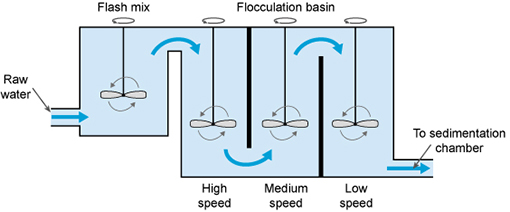 Flash mix
Flocculation basin
Raw
water
To sedimentation
chamber
High
speed
Medium
speed
Low
speed